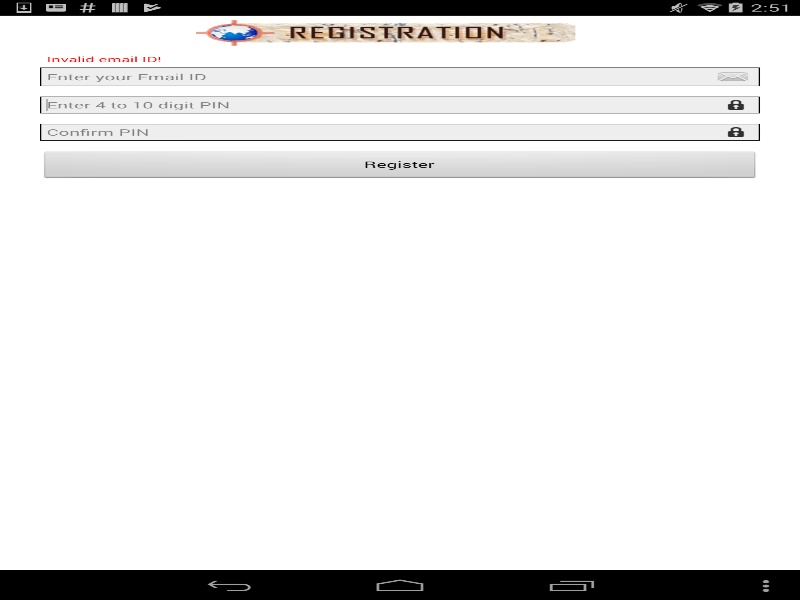 2:51
REGISTRATION
Invalid email ID!
Enter your Email ID
Enter 4 to 10 digit PIN
Confirm PIN
Register